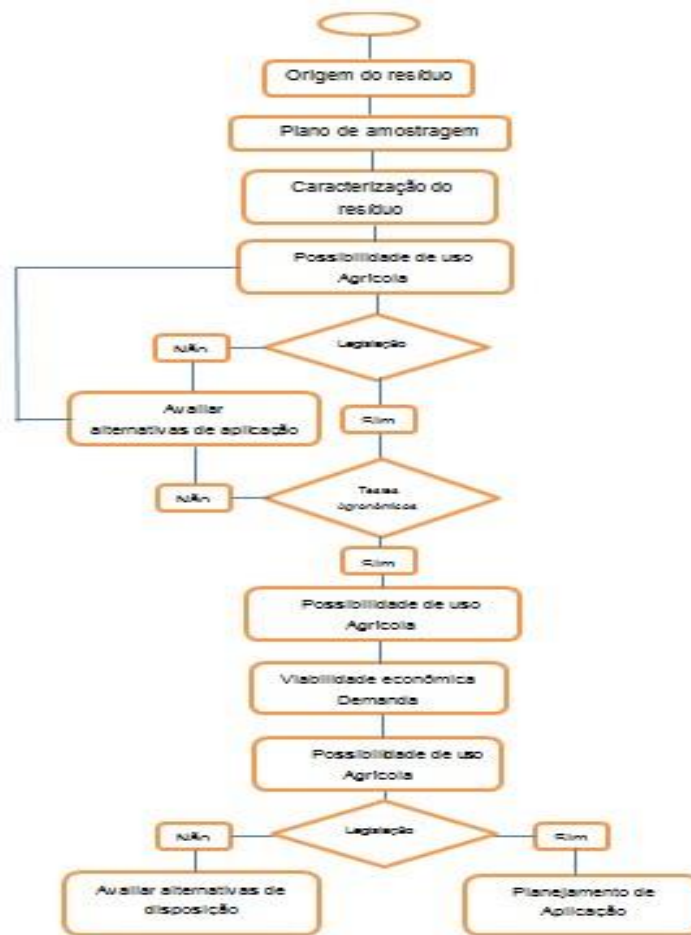 Origem do resíduo
Plano de amostragem
Caracterização do
resíduo
Possibilidade de uso
Agrícola
Legislação
Não
Avaliar
alternativas de aplicação
Sim
Não
Testes
agronômicos
Sim
Possibilidade de uso
Agrícola
Viabilidade econômica
Demanda
Possibilidade de uso
Agrícola
Não
Legislação
Sim
Avaliar alternativas de
disposição
Planejamento de
Aplicação